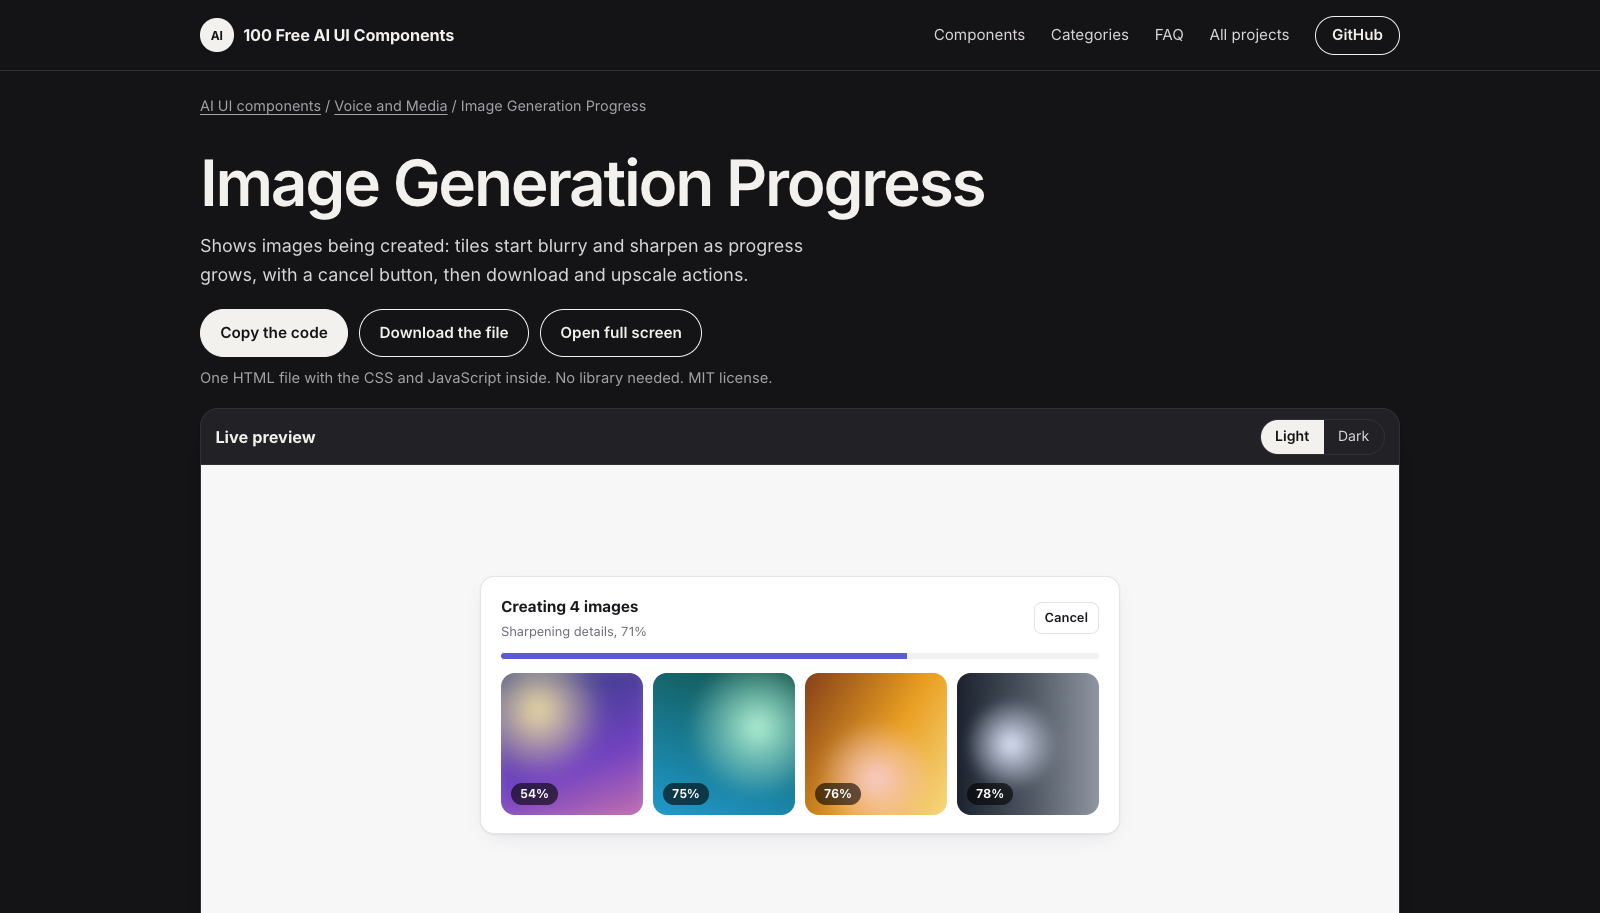 AI
100 Free AI UI Components
Components
Categories
FAQ
All projects
GitHub
AI UI components / Voice and Media / Image Generation Progress
Image Generation Progress
Shows images being created: tiles start blurry and sharpen as progress
grows, with a cancel button, then download and upscale actions.
Copy the code
Download the file
Open full screen
One HTML file with the CSS and JavaScript inside. No library needed. MIT license.
Live preview
Light
Dark
Creating 4 images
Sharpening details, 71%
Cancel
54%
75%
76%
78%